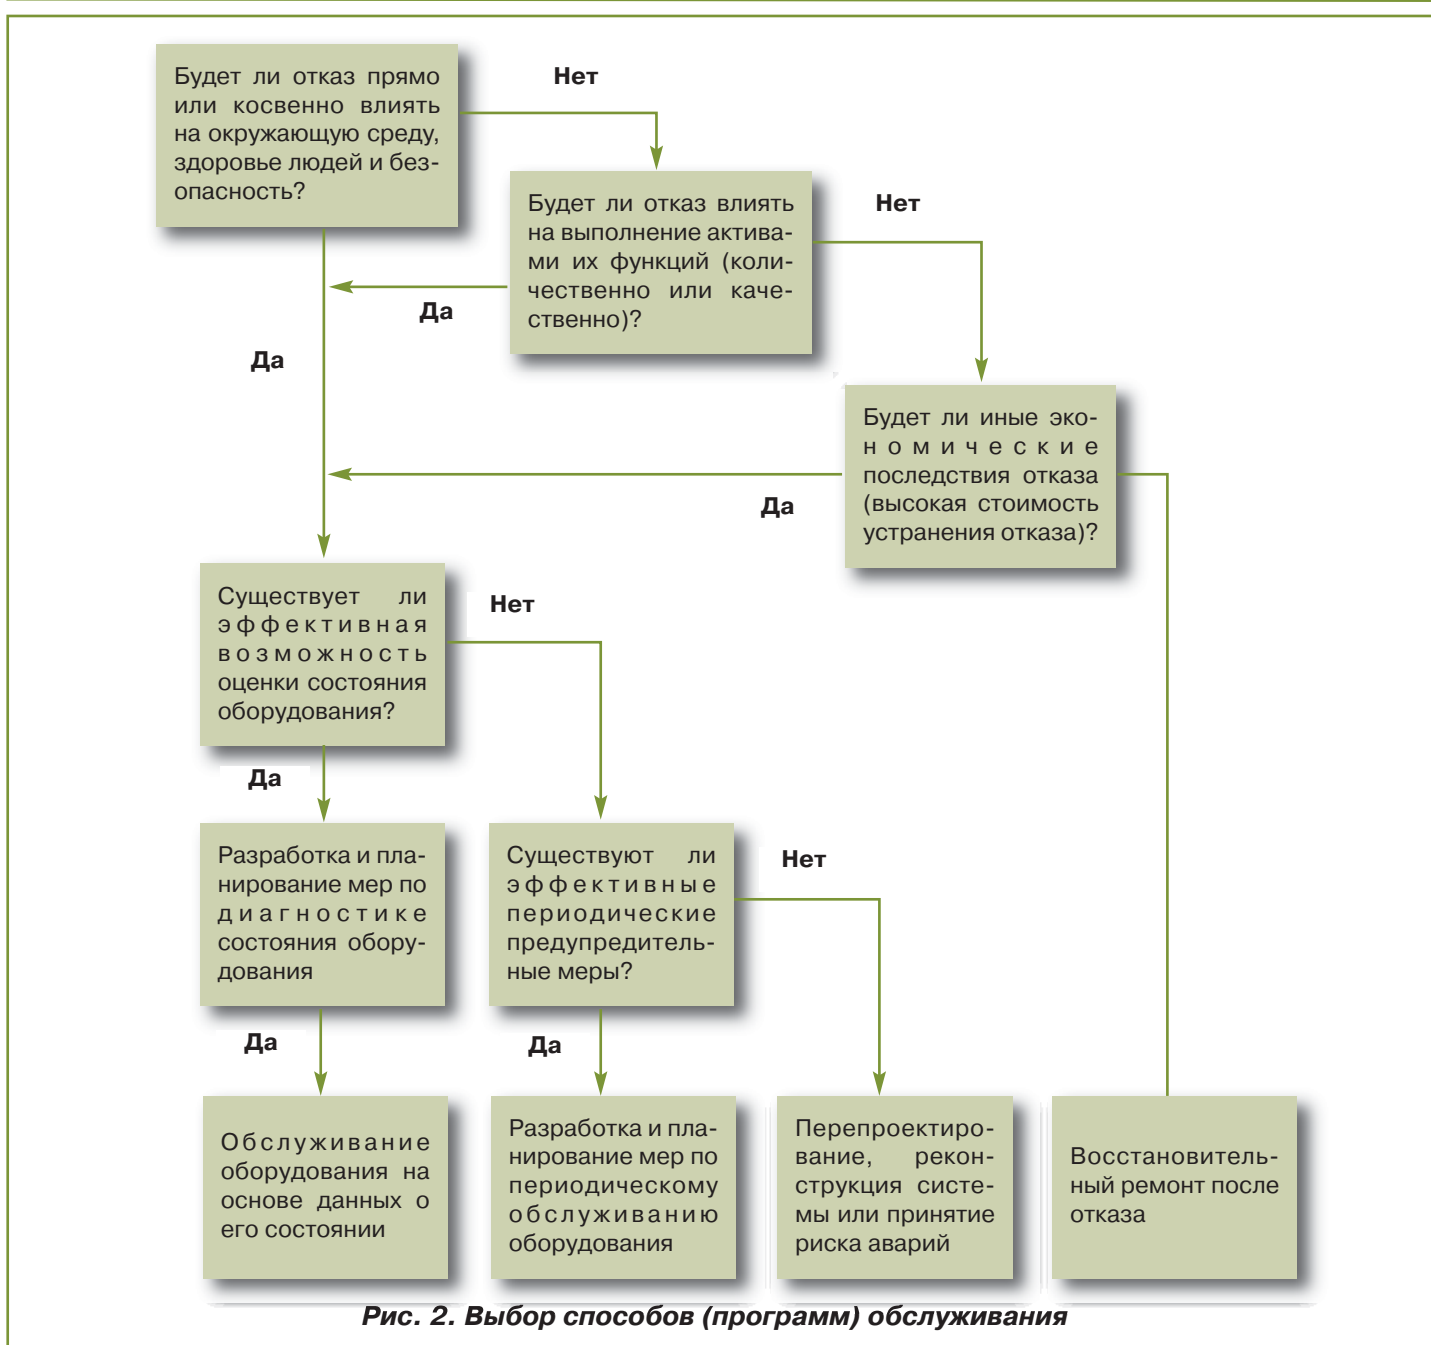 Будет ли отказ прямо
или косвенно влиять
на окружающую среду,
здоровье людей и без-
опасность?
Нет
Будет ли отказ влиять
на выполнение актива-
ми их функций (коли-
чественно или каче-
ственно)?
Нет
Да
Да
Будет ли иные эко-
номические
последствия отказа
(высокая стоимость
устранения отказа)?
Да
Существует ли
эффективная
возможность
оценки состояния
оборудования?
Нет
Да
Разработка и пла-
нирование мер по
диагностике
состояния обору-
дования
Существуют ли
эффективные
периодические
предупредитель-
ные меры?
Нет
Да
Да
Обслуживание
оборудования на
основе данных о
его состоянии
Разработка и пла-
нирование мер по
периодическому
обслуживанию
оборудования
Перепроектиро-
вание, рекон-
струкция систе-
мы или принятие
риска аварий
Восстановитель-
ный ремонт после
отказа
Рис. 2. Выбор способов (программ) обслуживания